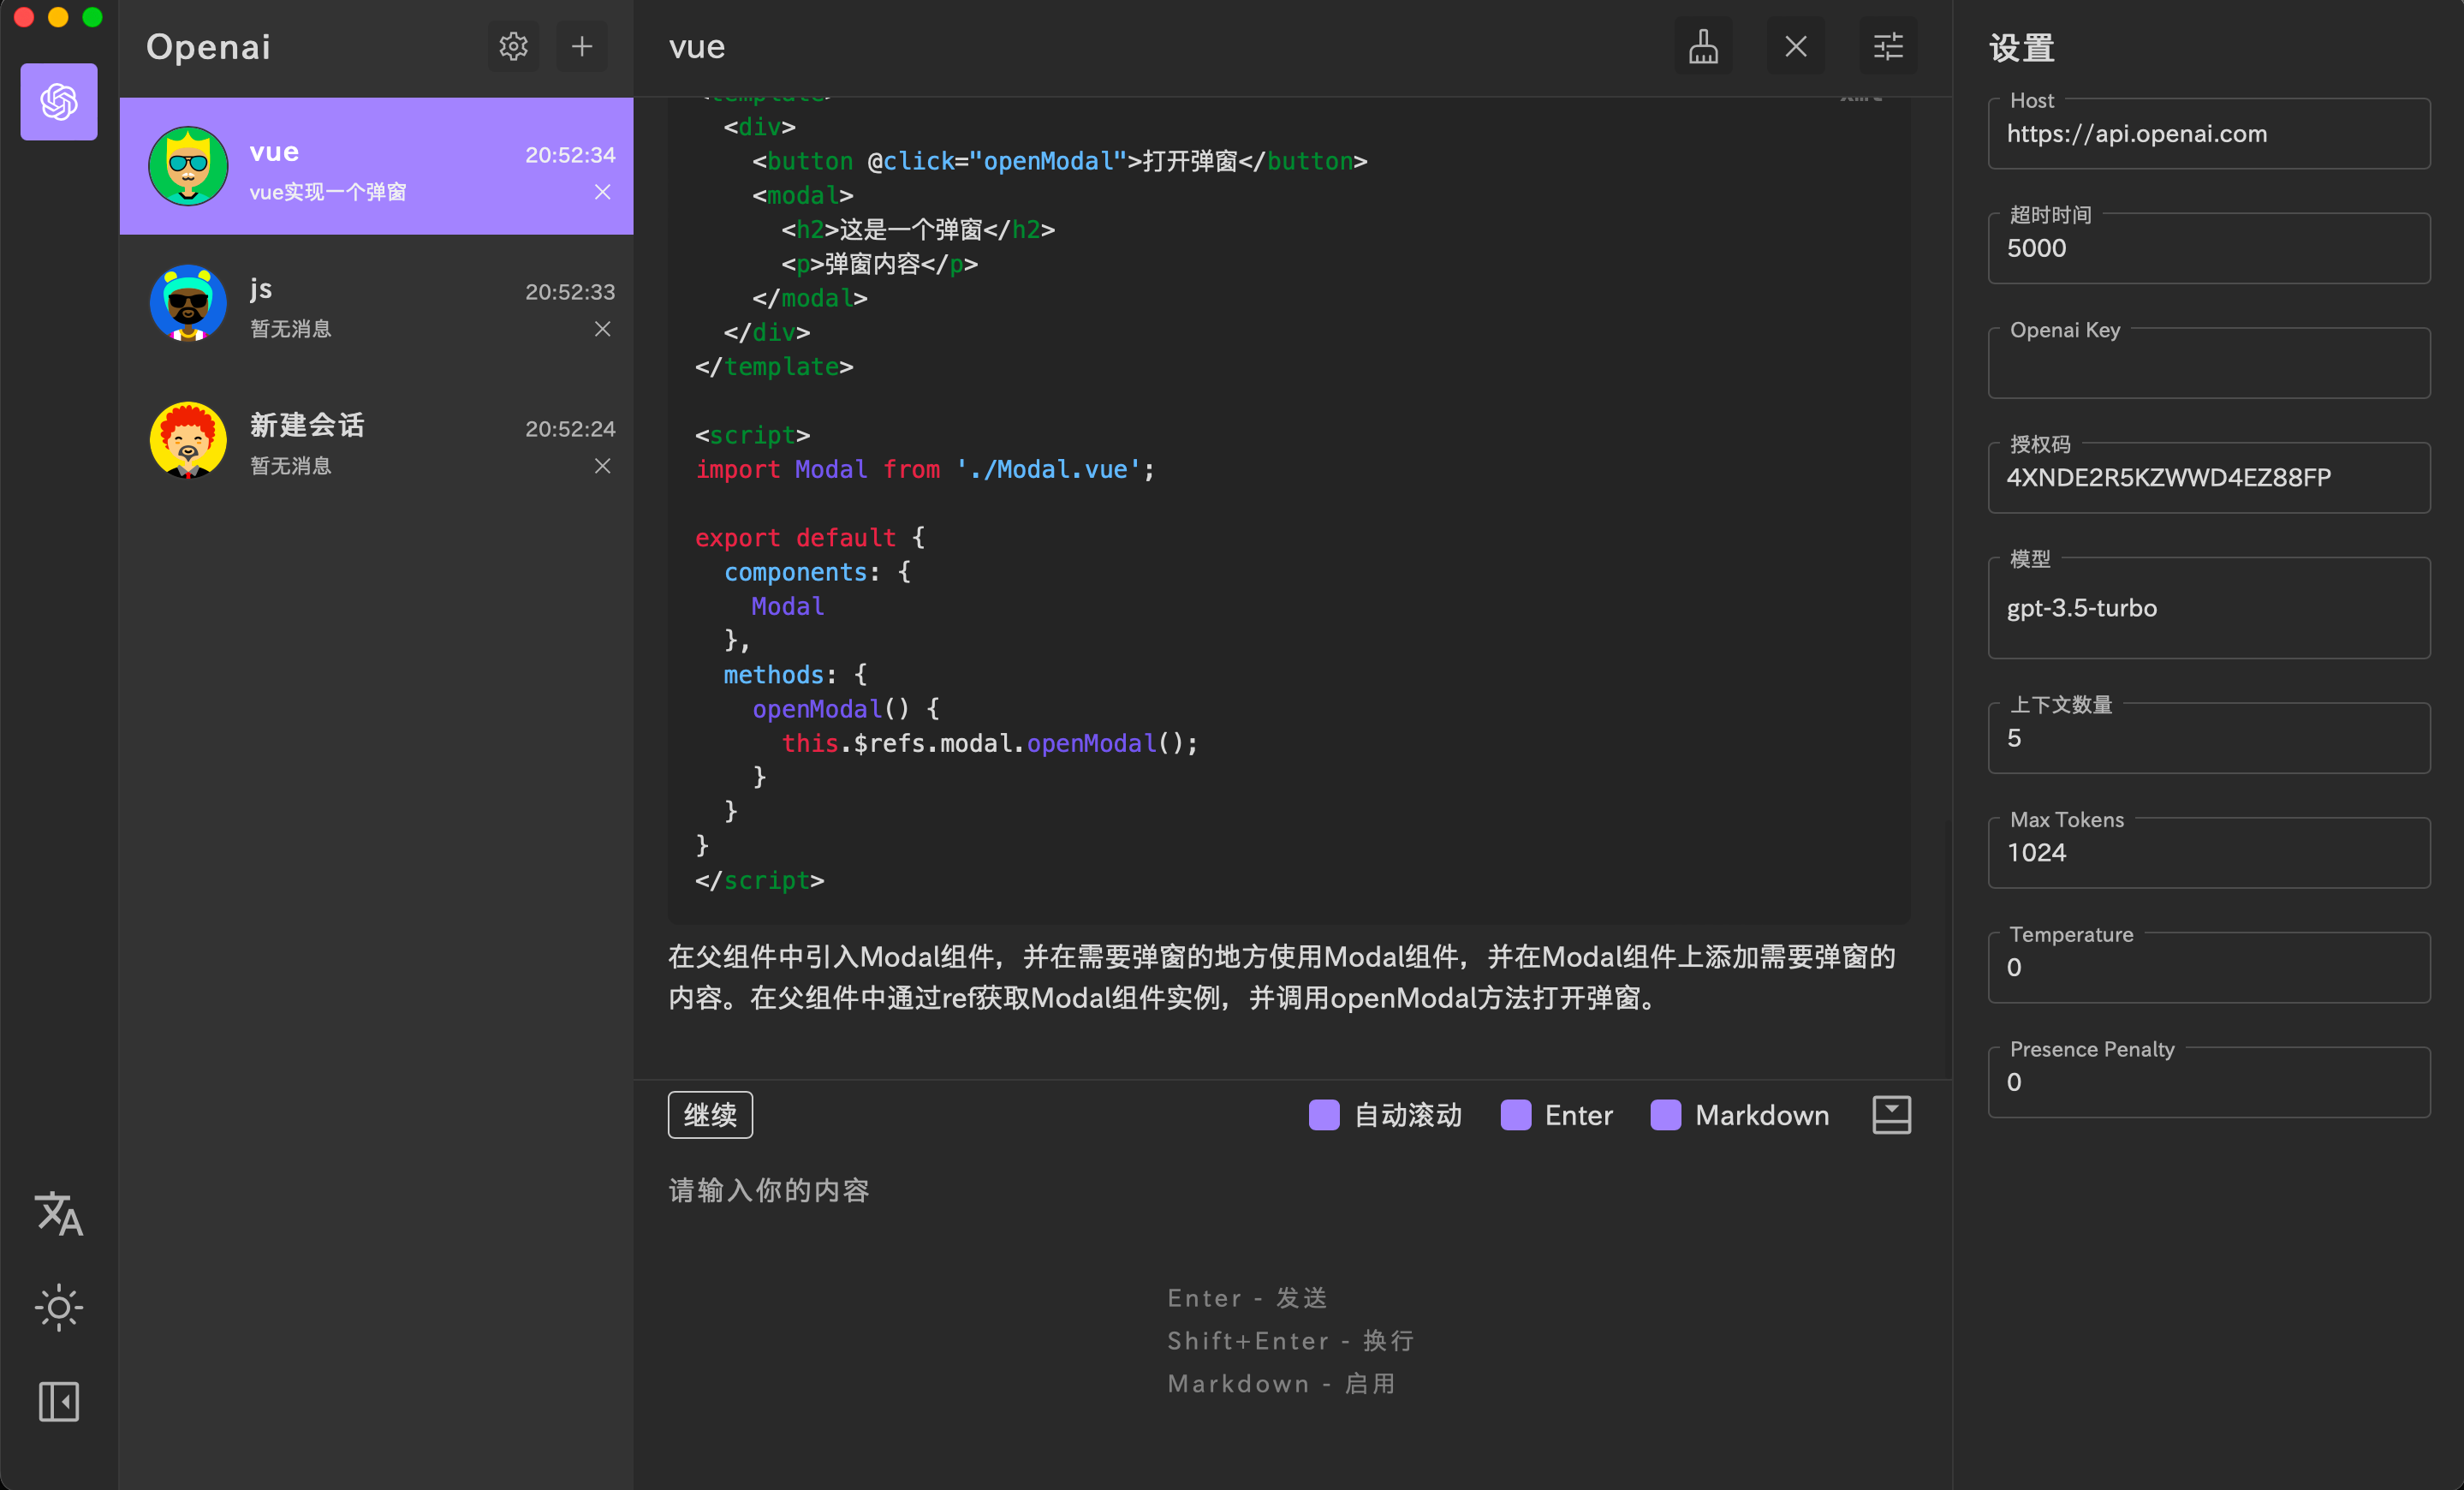 Openai
vue
20:52:34
vue实现一个弹窗
js
20:52:33
暂无消息
新建会话
20:52:24
暂无消息
vue
<template>
  <div>
    <button @click="openModal">打开弹窗</button>
    <modal>
      <h2>这是一个弹窗</h2>
      <p>弹窗内容</p>
    </modal>
  </div>
</template>
<script>
import Modal from './Modal.vue';
export default {
  components: {
    Modal
  },
  methods: {
    openModal() {
      this.$refs.modal.openModal();
    }
  }
}
</script>
在父组件中引入Modal组件，并在需要弹窗的地方使用Modal组件，并在Modal组件上添加需要弹窗的
内容。在父组件中通过ref获取Modal组件实例，并调用openModal方法打开弹窗。
继续
自动滚动
Enter
Markdown
请输入你的内容
Enter - 发送
Shift+Enter - 换行
Markdown - 启用
设置
Host
https://api.openai.com
超时时间
5000
Openai Key
授权码
4XNDE2R5KZWWD4EZ88FP
模型
gpt-3.5-turbo
上下文数量
5
Max Tokens
1024
Temperature
0
Presence Penalty
0